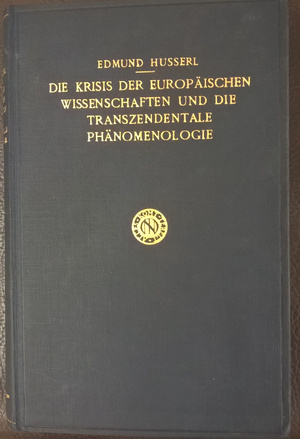 EDMUND HUSSERL
DIE KRISIS DER EUROPÄISCHEN
WISSENSCHAFTEN UND DIE
TRANSZENDENTALE
PHÄNOMENOLOGIE